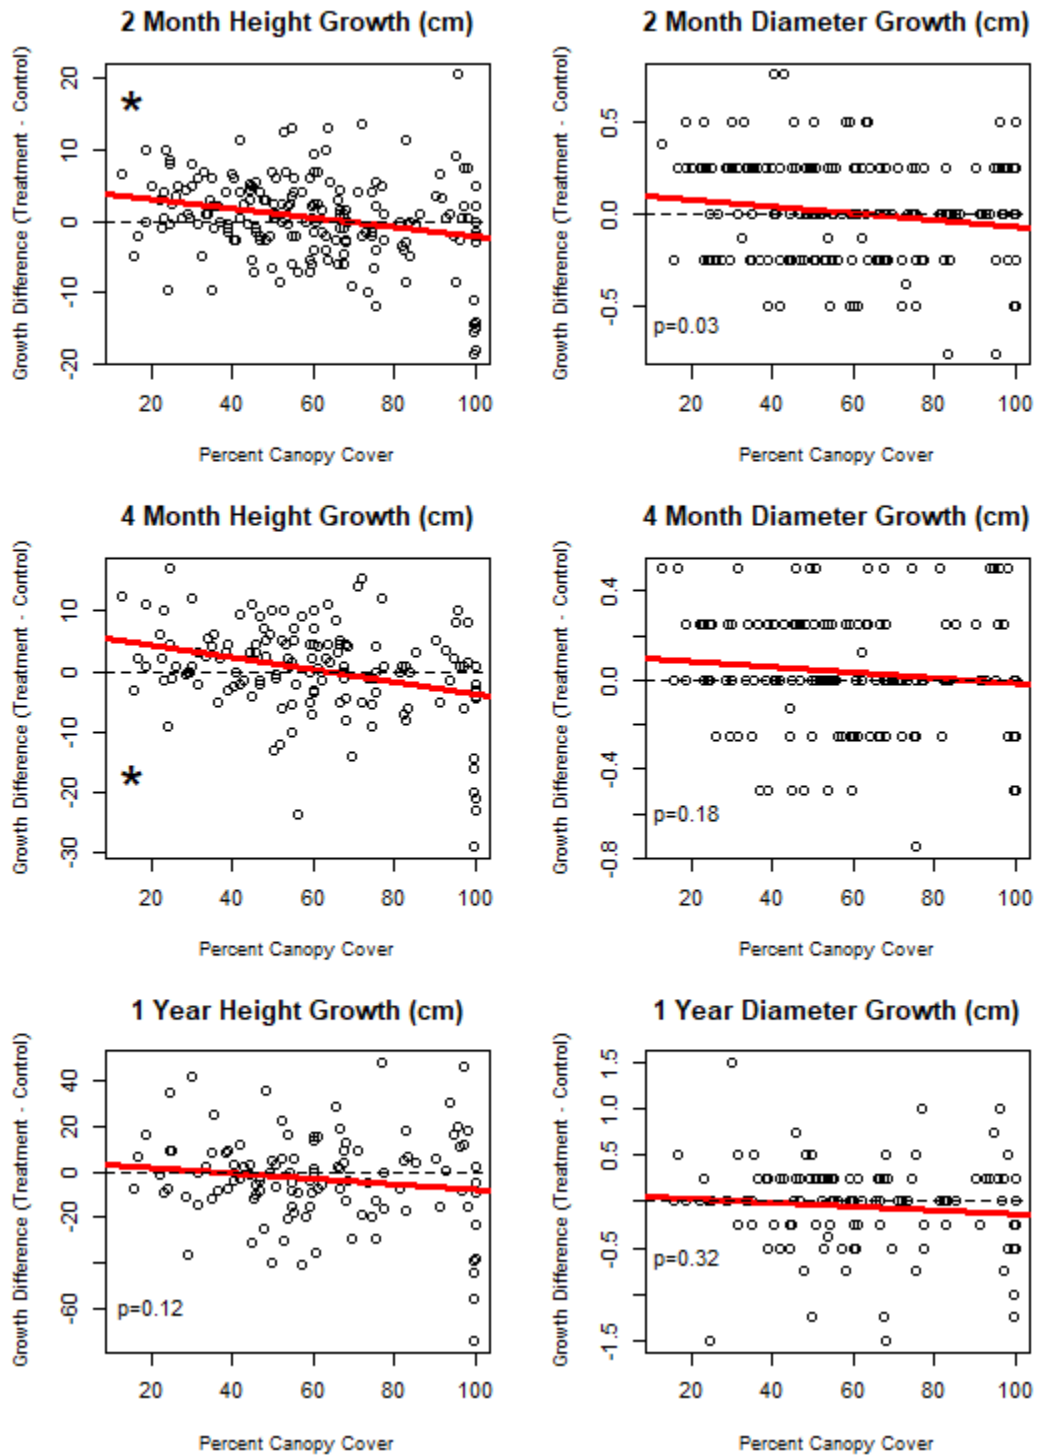 2 Month Height Growth (cm)
Growth Difference (Treatment - Control)
20
10
0
-10
-20
*
20 40 60 80 100
Percent Canopy Cover
2 Month Diameter Growth (cm)
Growth Difference (Treatment - Control)
0.5
0.0
-0.5
p=0.03
20 40 60 80 100
Percent Canopy Cover
4 Month Height Growth (cm)
Growth Difference (Treatment - Control)
10
0
-10
-20
-30
*
20 40 60 80 100
Percent Canopy Cover
4 Month Diameter Growth (cm)
Growth Difference (Treatment - Control)
0.4
0.0
-0.4
-0.8
p=0.18
20 40 60 80 100
Percent Canopy Cover
1 Year Height Growth (cm)
Growth Difference (Treatment - Control)
40
20
0
-20
-60
p=0.12
20 40 60 80 100
Percent Canopy Cover
1 Year Diameter Growth (cm)
Growth Difference (Treatment - Control)
1.5
1.0
0.5
0.0
-0.5
-1.5
p=0.32
20 40 60 80 100
Percent Canopy Cover